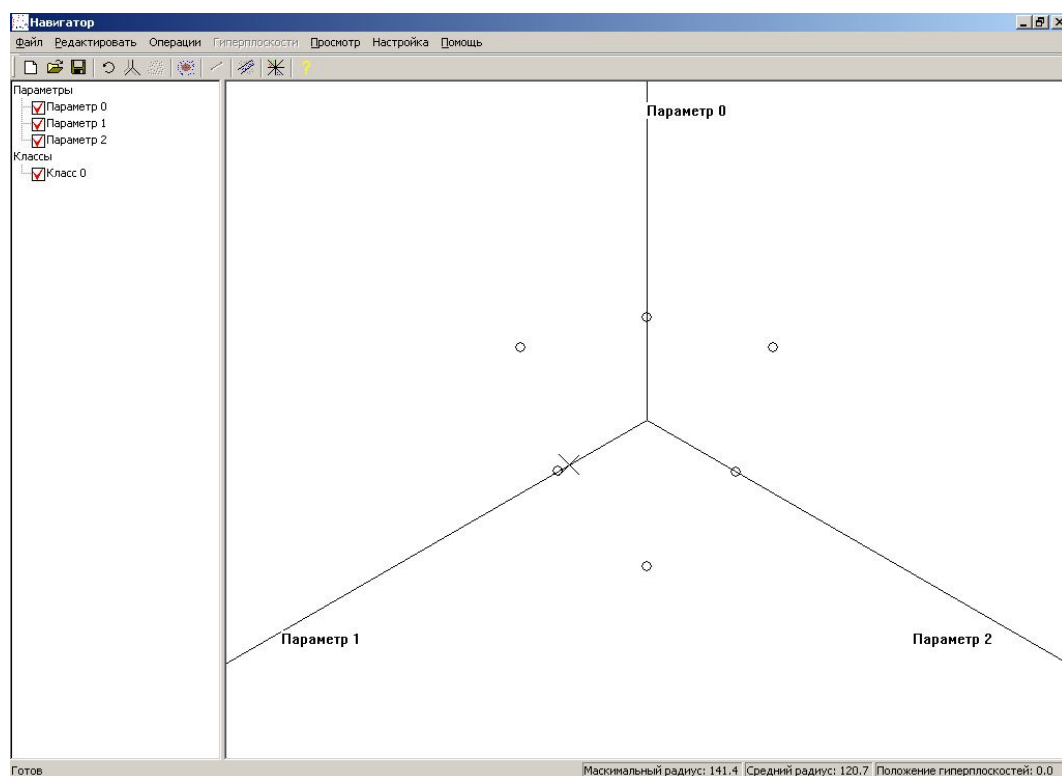 Навигатор
Файл Редактировать Операции Гиперплоскости Просмотр Настройка Помощь
Параметры
Параметр 0
Параметр 1
Параметр 2
Классы
Класс 0
Параметр 0
Параметр 1
Параметр 2
Готов
Маскимальный радиус: 141.4 Средний радиус: 120.7 Положение гиперплоскостей: 0.0